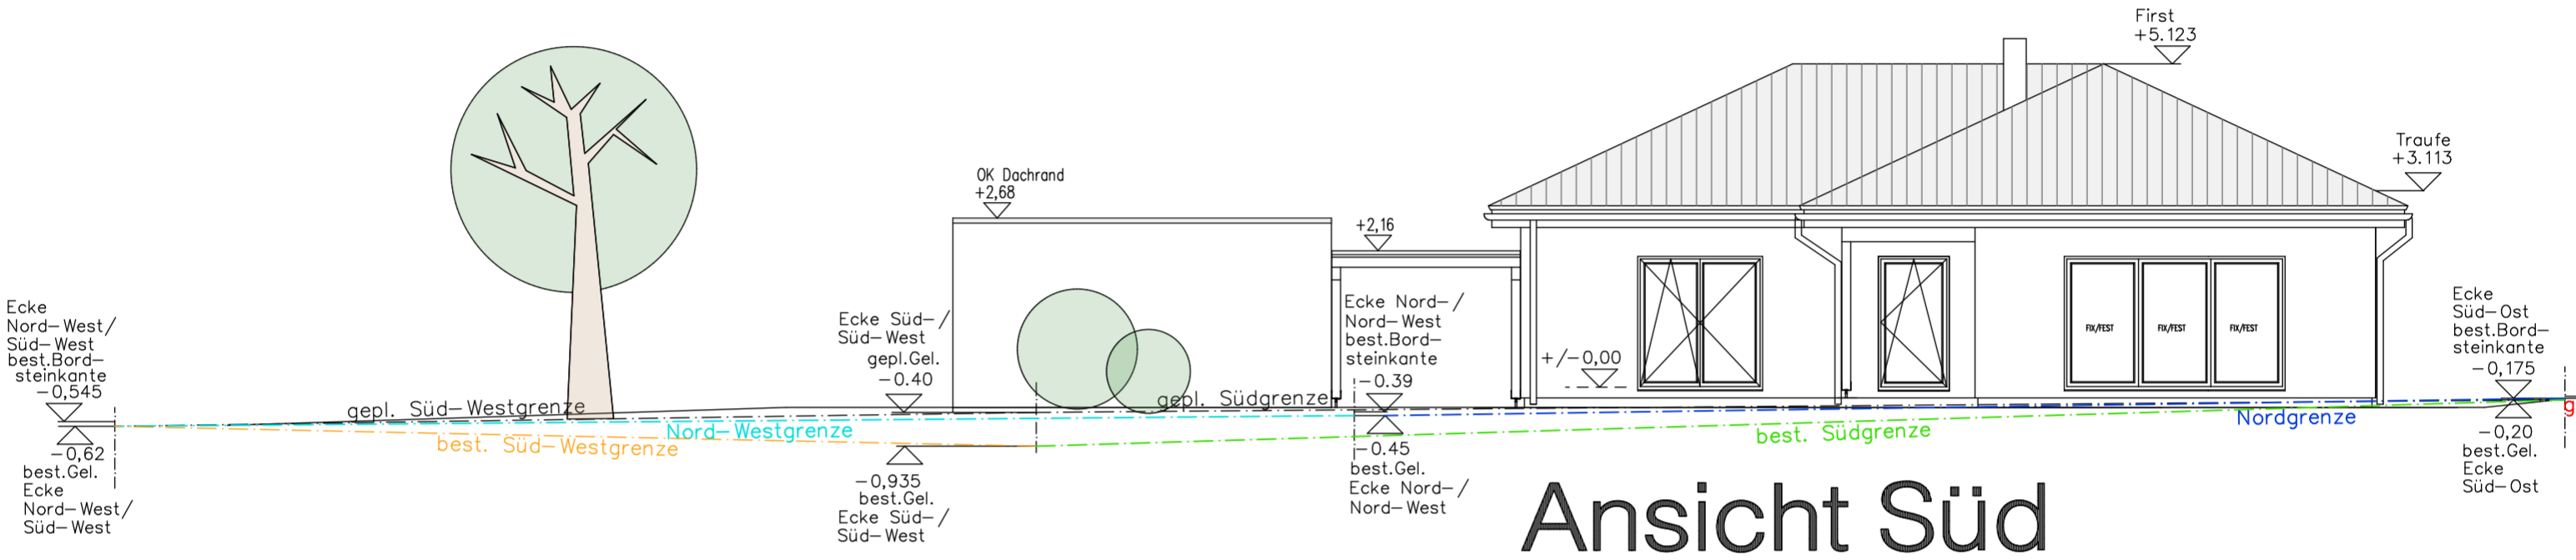 First
+5.123
Traufe
+3.113
OK Dachrand
+2,68
+2,16
Ecke
Nord-West/
Süd-West
best.Bord-
steinkante
-0,545
Ecke Süd-/
Süd-West
gepl.Gel.
-0.40
Ecke Nord-/
Nord-West
best.Bord-
steinkante
-0.39
+/-0,00
FIX/FEST
FIX/FEST
FIX/FEST
Ecke
Süd-Ost
best.Bord-
steinkante
-0,175
gepl. Süd-Westgrenze
gepl. Südgrenze
g
Nord-Westgrenze
best. Süd-Westgrenze
best. Südgrenze
Nordgrenze
-0,62
best.Gel.
Ecke
Nord-West/
Süd-West
-0,935
best.Gel.
Ecke Süd-/
Süd-West
-0.45
best.Gel.
Ecke Nord-/
Nord-West
-0,20
best.Gel.
Ecke
Süd-Ost
Ansicht Süd